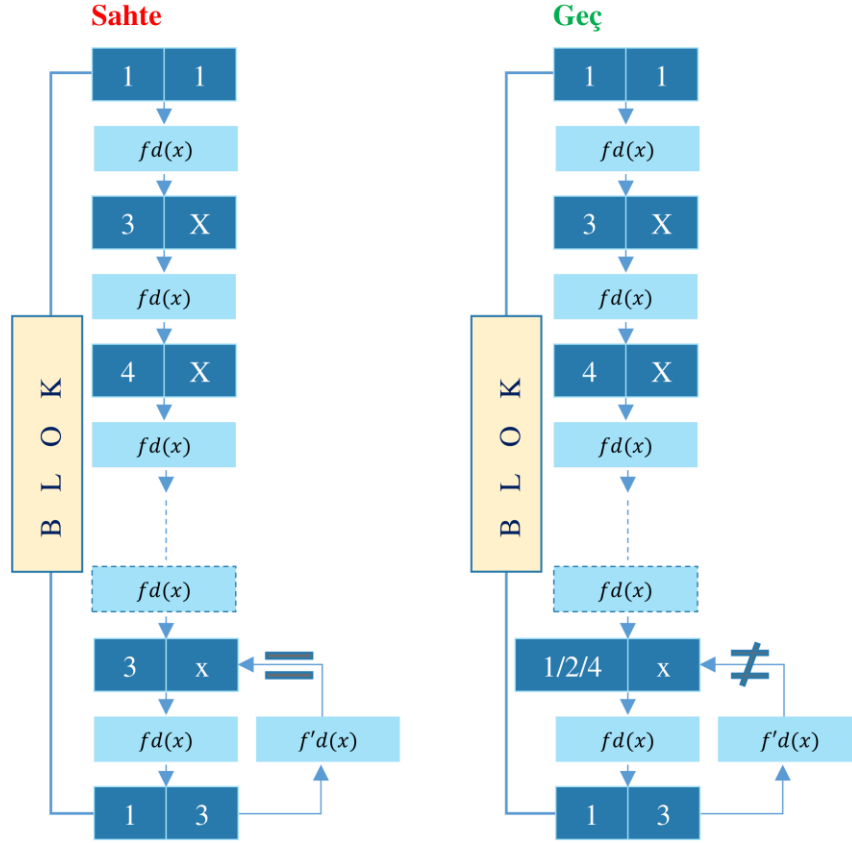 Sahte
1 1
fd(x)
3 X
fd(x)
4 X
fd(x)
BLOK
fd(x)
3 x
fd(x)
f'd(x)
1 3
Geç
1 1
fd(x)
3 X
fd(x)
4 X
fd(x)
BLOK
fd(x)
1/2/4 x
fd(x)
f'd(x)
1 3